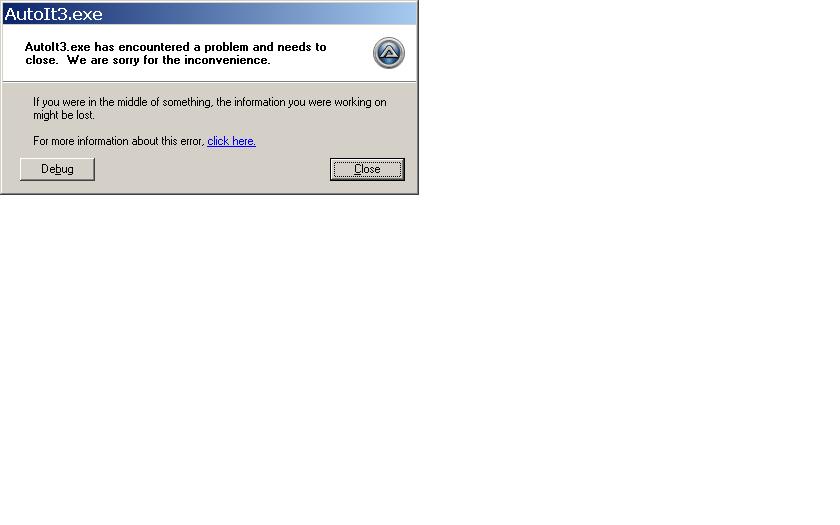 AutoIt3.exe
AutoIt3.exe has encountered a problem and needs to
close.  We are sorry for the inconvenience.
If you were in the middle of something, the information you were working on
might be lost.
For more information about this error, click here.
Debug
Close